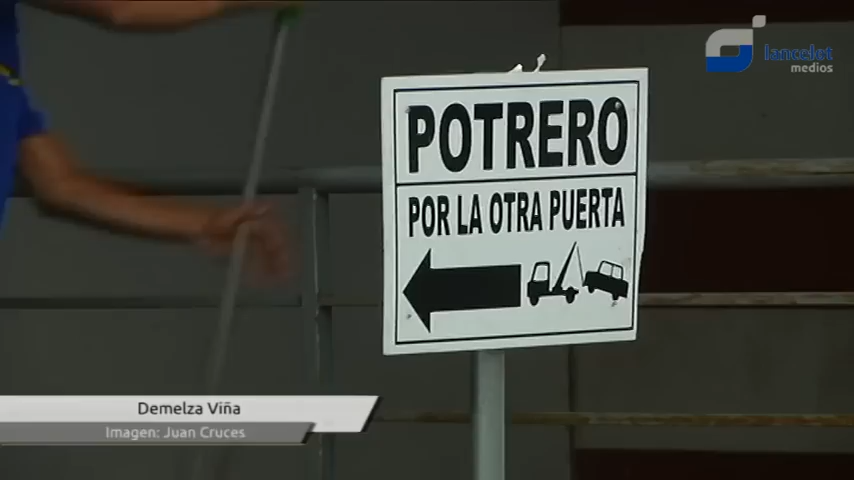 lancelot
medios
POTRERO
POR LA OTRA PUERTA
Demelza Viña
Imagen: Juan Cruces